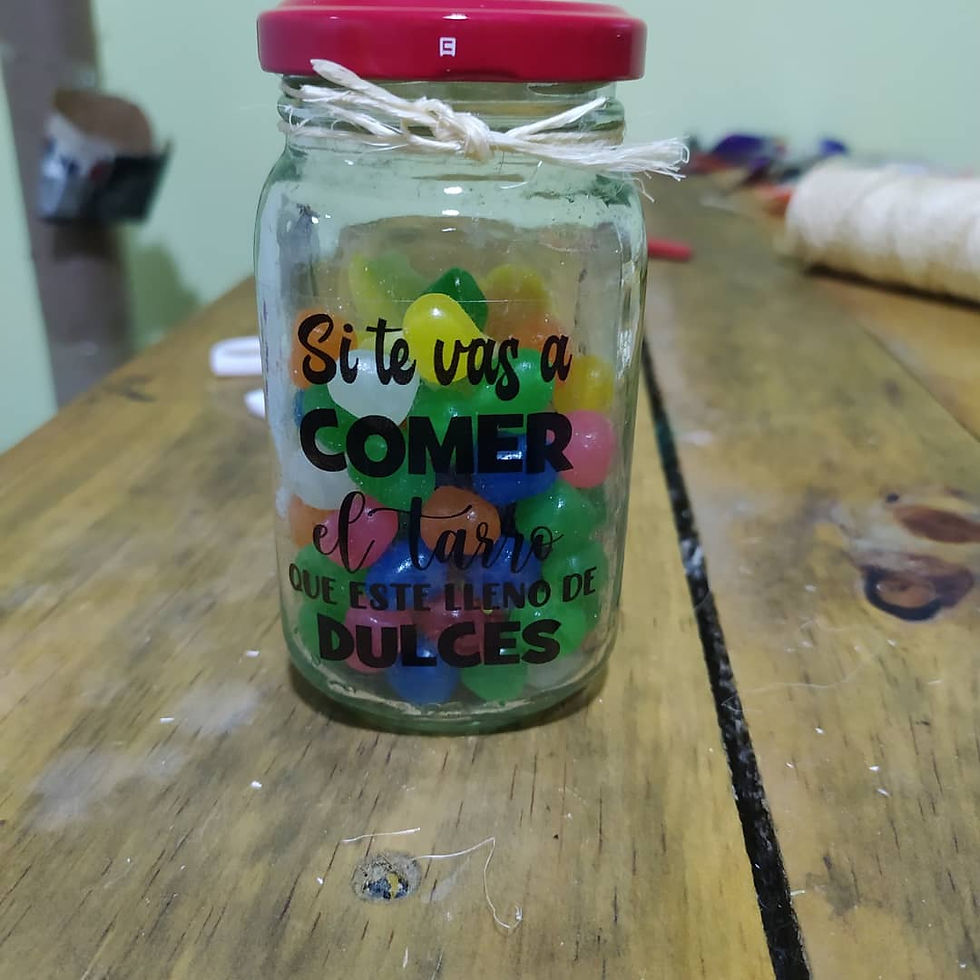 Si te vas a
COMER
el tarro
QUE ESTE LLENO DE
DULCES